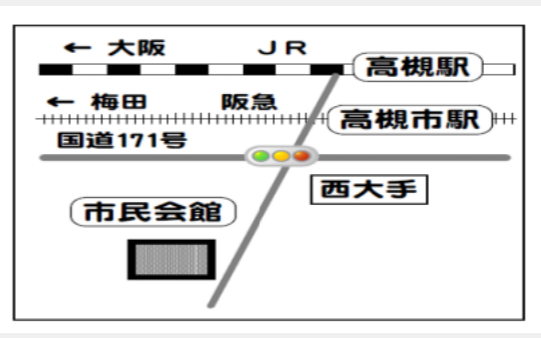 ← 大阪 JR
高槻駅
← 梅田 阪急
高槻市駅
国道171号
西大手
市民会館